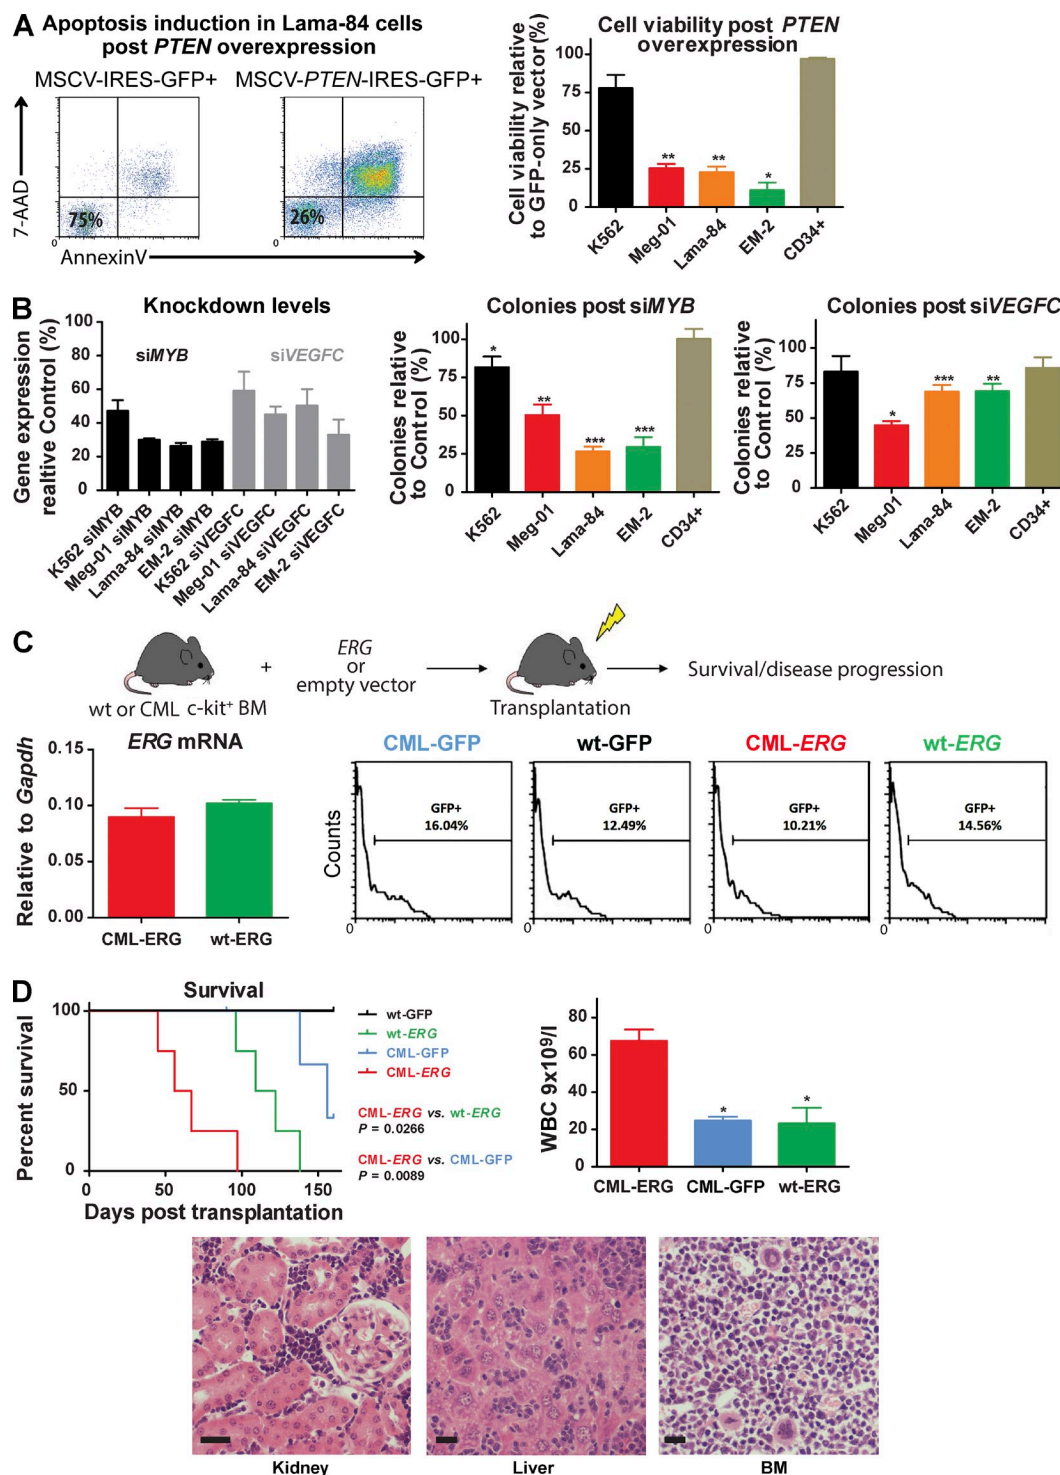 A
Apoptosis induction in Lama-84 cells
post PTEN overexpression
MSCV-IRES-GFP+
MSCV-PTEN-IRES-GFP+
7-AAD
75%
26%
0
0
AnnexinV
Cell viability post PTEN
overexpression
Cell viability relative
to GFP-only vector(%)
100
75
50
25
0
**
**
*
K562
Meg-01
Lama-84
EM-2
CD34+
B
Knockdown levels
Gene expression
realtive Control (%)
100
80
60
40
20
0
siMYB
siVEGFC
K562 siMYB
Meg-01 siMYB
Lama-84 siMYB
EM-2 siMYB
K562 siVEGFC
Meg-01 siVEGFC
Lama-84 siVEGFC
EM-2 siVEGFC
Colonies post siMYB
Colonies relative
to Control (%)
100
75
50
25
0
*
**
***
***
K562
Meg-01
Lama-84
EM-2
CD34+
Colonies post siVEGFC
Colonies relative
to Control (%)
100
75
50
25
0
*
***
**
K562
Meg-01
Lama-84
EM-2
CD34+
C
wt or CML c-kit+ BM
+
ERG
or
empty vector
Transplantation
Survival/disease progression
ERG mRNA
Relative to Gapdh
0.15
0.10
0.05
0.00
CML-ERG
wt-ERG
CML-GFP
wt-GFP
CML-ERG
wt-ERG
Counts
GFP+
16.04%
GFP+
12.49%
GFP+
10.21%
GFP+
14.56%
0
0
0
0
D
Survival
Percent survival
100
50
0
0
50
100
150
Days post transplantation
wt-GFP
wt-ERG
CML-GFP
CML-ERG
CML-ERG vs. wt-ERG
P = 0.0266
CML-ERG vs. CML-GFP
P = 0.0089
WBC 9x10⁹/l
80
60
40
20
0
*
*
CML-ERG
CML-GFP
wt-ERG
Kidney
Liver
BM